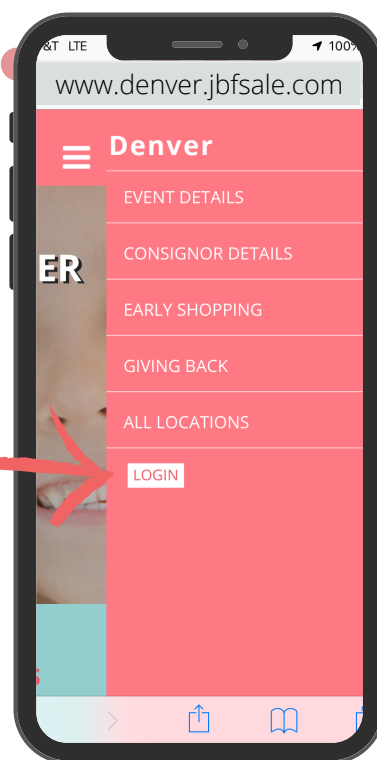 &T LTE 100%
www.denver.jbfsale.com
Denver
EVENT DETAILS
ER
CONSIGNOR DETAILS
EARLY SHOPPING
GIVING BACK
ALL LOCATIONS
LOGIN
S